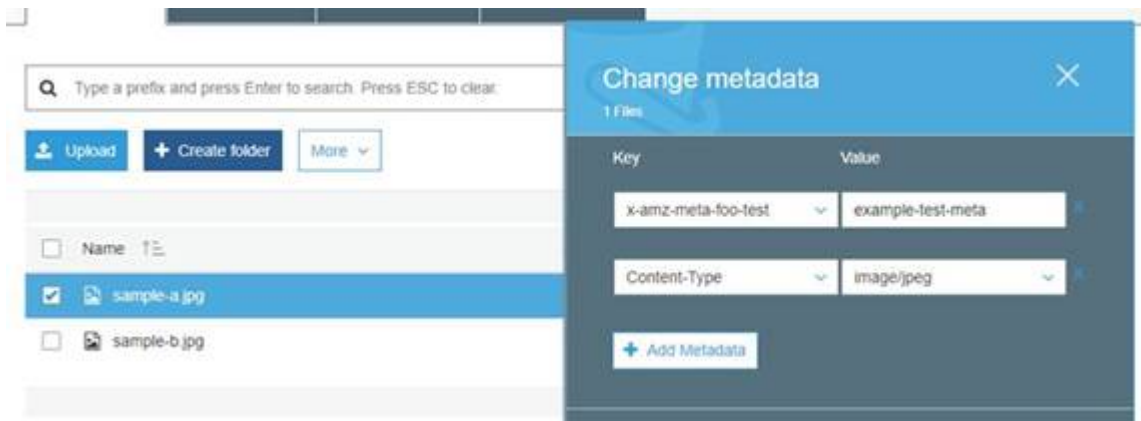 Type a prefix and press Enter to search. Press ESC to clear.
Upload
Create folder
More
Name
sample-a.jpg
sample-b.jpg
Change metadata
1 Files
Key Value
x-amz-meta-foo-test example-test-meta
Content-Type image/jpeg
Add Metadata